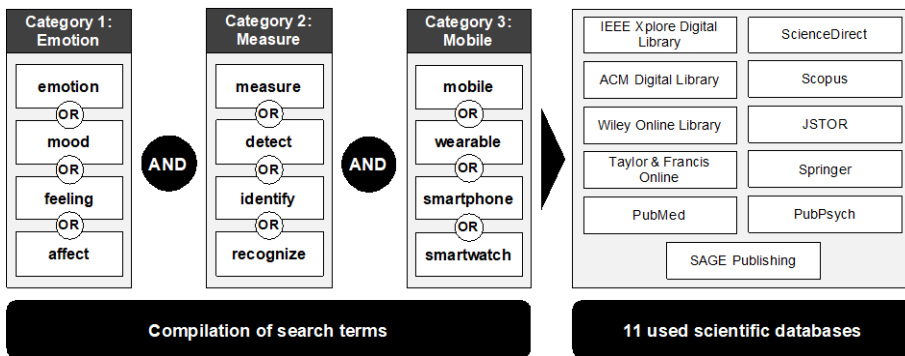 Category 1:
Emotion
emotion
OR
mood
OR
feeling
OR
affect
AND
Category 2:
Measure
measure
OR
detect
OR
identify
OR
recognize
AND
Category 3:
Mobile
mobile
OR
wearable
OR
smartphone
OR
smartwatch
IEEE Xplore Digital
Library
ScienceDirect
ACM Digital Library
Scopus
Wiley Online Library
JSTOR
Taylor & Francis
Online
Springer
PubMed
PubPsych
SAGE Publishing
Compilation of search terms
11 used scientific databases